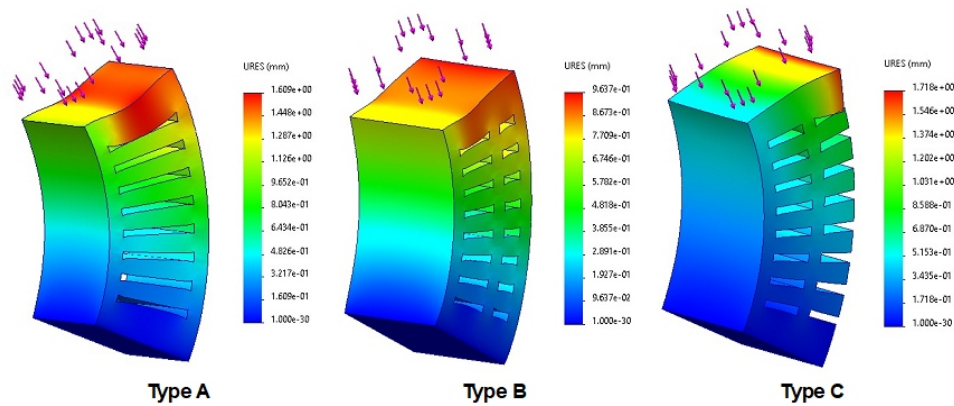 URES (mm)
1.609e+00
1.448e+00
1.287e+00
1.126e+00
9.652e-01
8.043e-01
6.434e-01
4.826e-01
3.217e-01
1.609e-01
1.000e-30
Type A
URES (mm)
9.637e-01
8.673e-01
7.709e-01
6.746e-01
5.782e-01
4.818e-01
3.855e-01
2.891e-01
1.927e-01
9.637e-02
1.000e-30
Type B
URES (mm)
1.718e+00
1.546e+00
1.374e+00
1.202e+00
1.031e+00
8.588e-01
6.870e-01
5.153e-01
3.435e-01
1.718e-01
1.000e-30
Type C